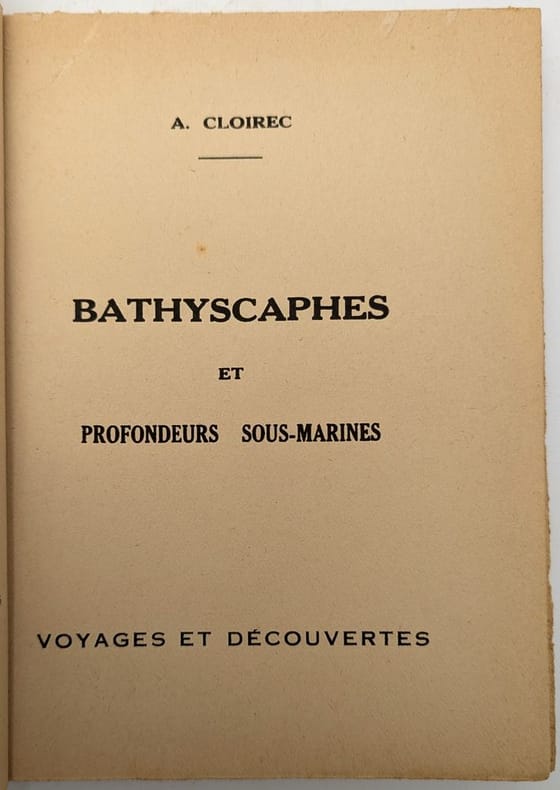 A. CLOIREC
BATHYSCAPHES
ET
PROFONDEURS SOUS-MARINES
VOYAGES ET DÉCOUVERTES